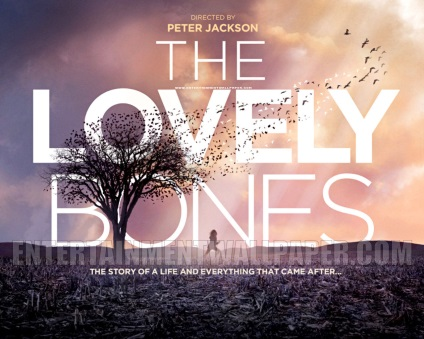 DIRECTED BY
PETER JACKSON
THE
LOVELY
BONES
ENTERTAINMENTWALLPAPER.COM
THE STORY OF A LIFE AND EVERYTHING THAT CAME AFTER...